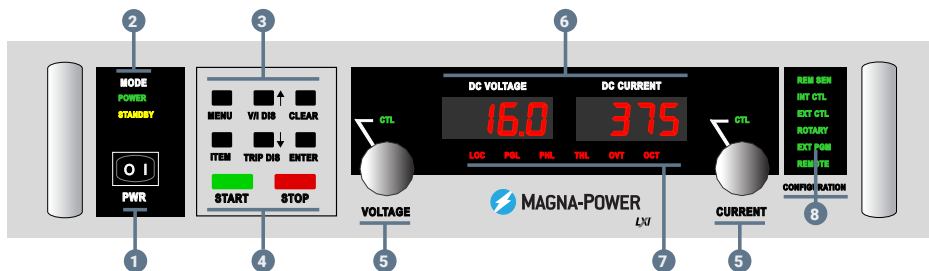 2 3 6
MODE
POWER
STANDBY
PWR
MENU V/I DIS CLEAR
ITEM TRIP DIS ENTER
START STOP
CTL
VOLTAGE
DC VOLTAGE DC CURRENT
16.0 375
LOC PGL PHL THL OVT OCT
MAGNA-POWER
LXI
CTL
CURRENT
REM SEN
INT CTL
EXT CTL
ROTARY
EXT PGM
REMOTE
CONFIGURATION
8
1 4 5 7 5